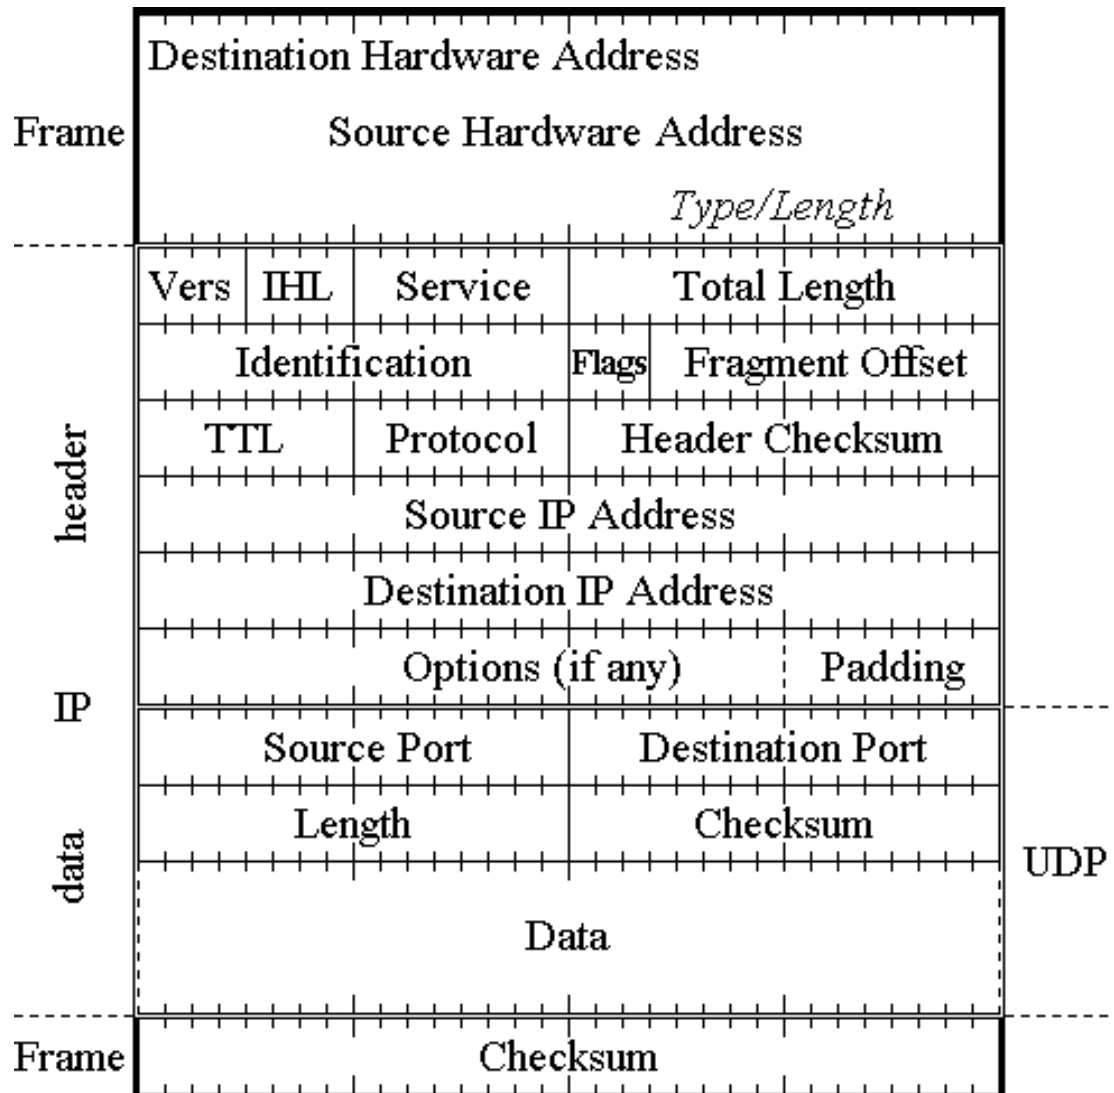 Destination Hardware Address
Frame
Source Hardware Address
Type/Length
Vers IHL Service Total Length
Identification Flags Fragment Offset
TTL Protocol Header Checksum
header
Source IP Address
Destination IP Address
Options (if any) Padding
IP
Source Port Destination Port
Length Checksum
data
UDP
Data
Frame Checksum